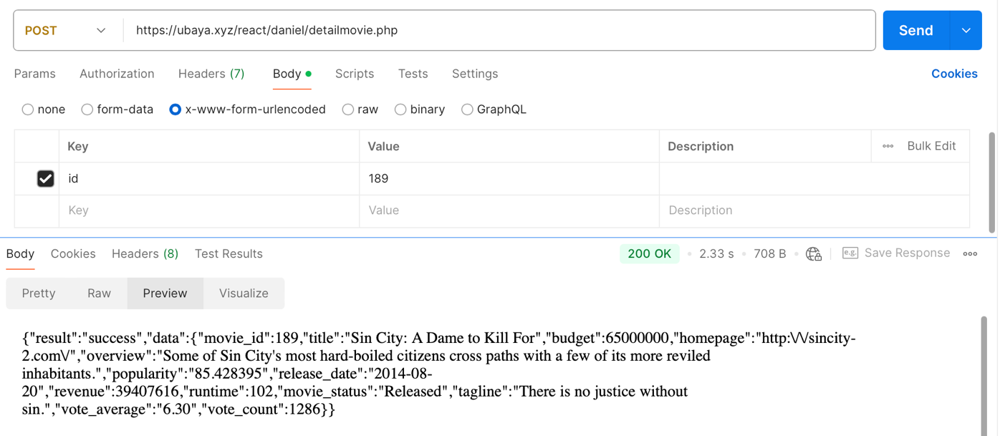 POST https://ubaya.xyz/react/daniel/detailmovie.php Send
Params Authorization Headers (7) Body Scripts Tests Settings Cookies
none form-data x-www-form-urlencoded raw binary GraphQL
Key Value Description Bulk Edit
id 189
Key Value Description
Body Cookies Headers (8) Test Results 200 OK 2.33 s 708 B e.g. Save Response
Pretty Raw Preview Visualize
{"result":"success","data":{"movie_id":189,"title":"Sin City: A Dame to Kill For","budget":65000000,"homepage":"http:\/\/sincity-
2.com\/","overview":"Some of Sin City's most hard-boiled citizens cross paths with a few of its more reviled
inhabitants.","popularity":"85.428395","release_date":"2014-08-
20","revenue":39407616,"runtime":102,"movie_status":"Released","tagline":"There is no justice without
sin.","vote_average":"6.30","vote_count":1286}}